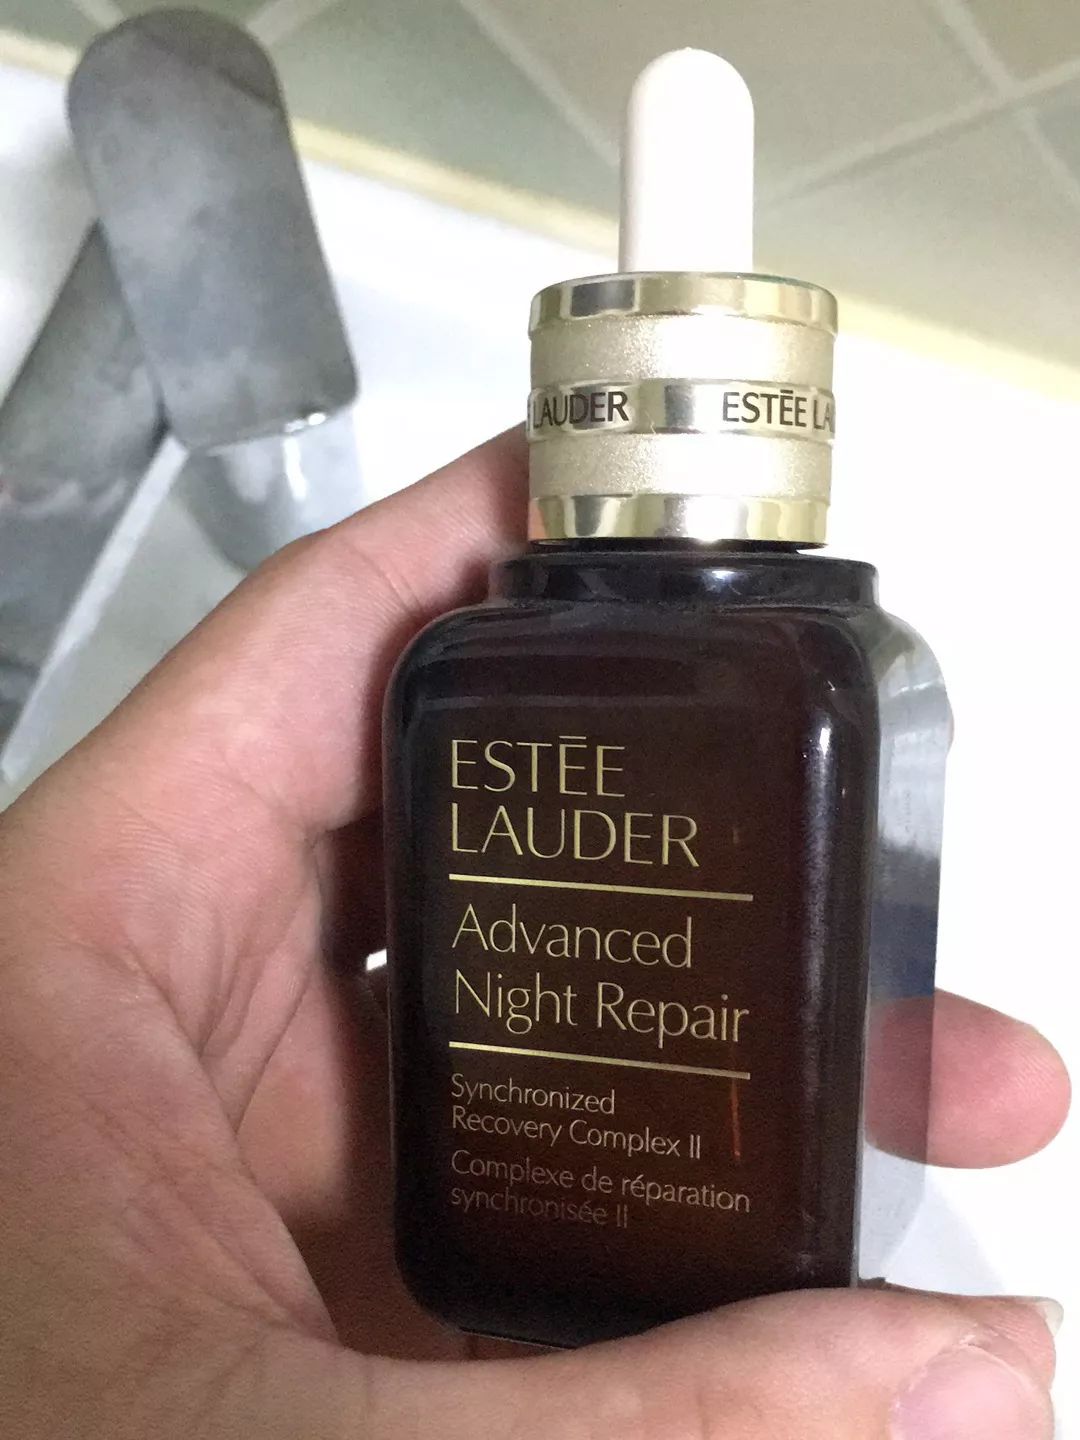 LAUDER ESTĒE LA
ESTĒE
LAUDER
Advanced
Night Repair
Synchronized
Recovery Complex II
Complexe de réparation
synchronisée II